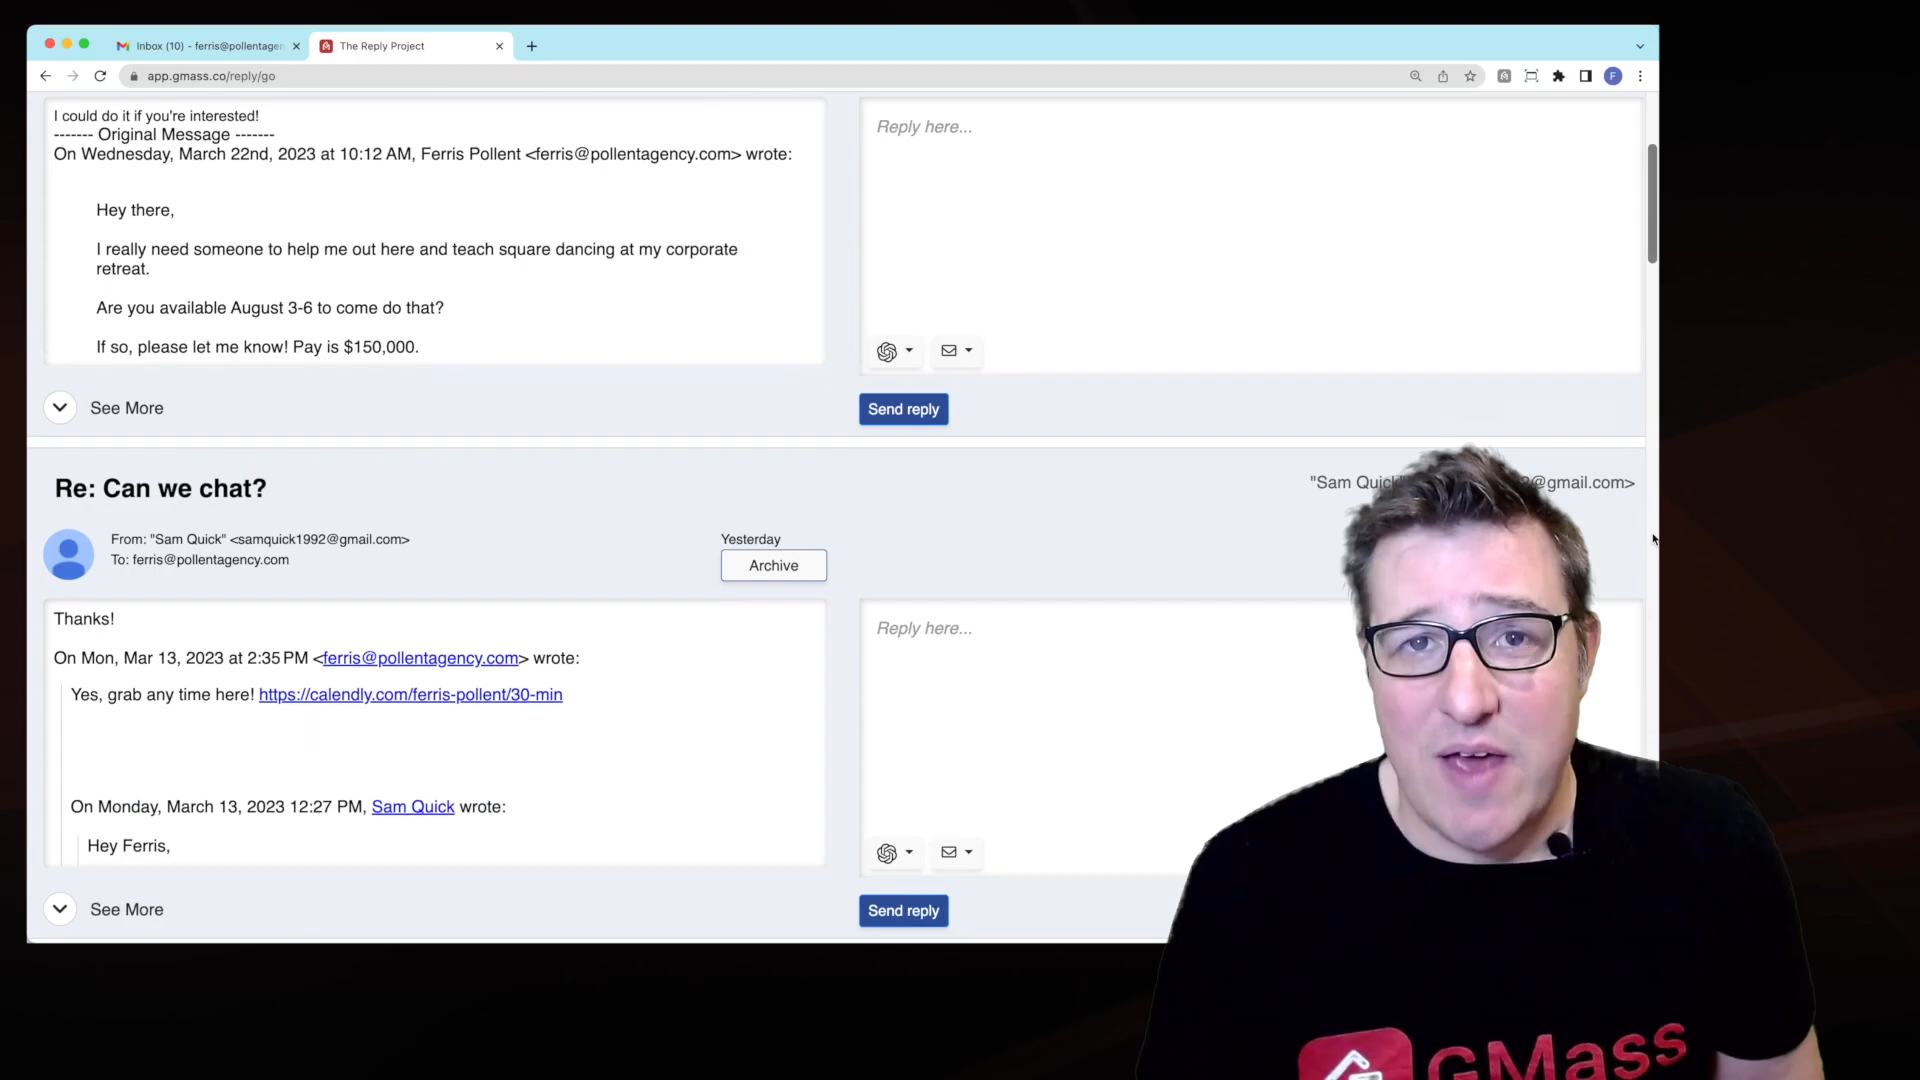 Inbox (10) - ferris@pollentagen
The Reply Project
app.gmass.co/reply/go
F
I could do it if you're interested!
------- Original Message -------
On Wednesday, March 22nd, 2023 at 10:12 AM, Ferris Pollent <ferris@pollentagency.com> wrote:
Hey there,
I really need someone to help me out here and teach square dancing at my corporate
retreat.
Are you available August 3-6 to come do that?
If so, please let me know! Pay is $150,000.
Reply here...
See More
Send reply
Re: Can we chat?
"Sam Quick" @gmail.com>
From: "Sam Quick" <samquick1992@gmail.com>
To: ferris@pollentagency.com
Yesterday
Archive
Thanks!
On Mon, Mar 13, 2023 at 2:35 PM <ferris@pollentagency.com> wrote:
Yes, grab any time here! https://calendly.com/ferris-pollent/30-min
On Monday, March 13, 2023 12:27 PM, Sam Quick wrote:
Hey Ferris,
Reply here...
See More
Send reply
GMass